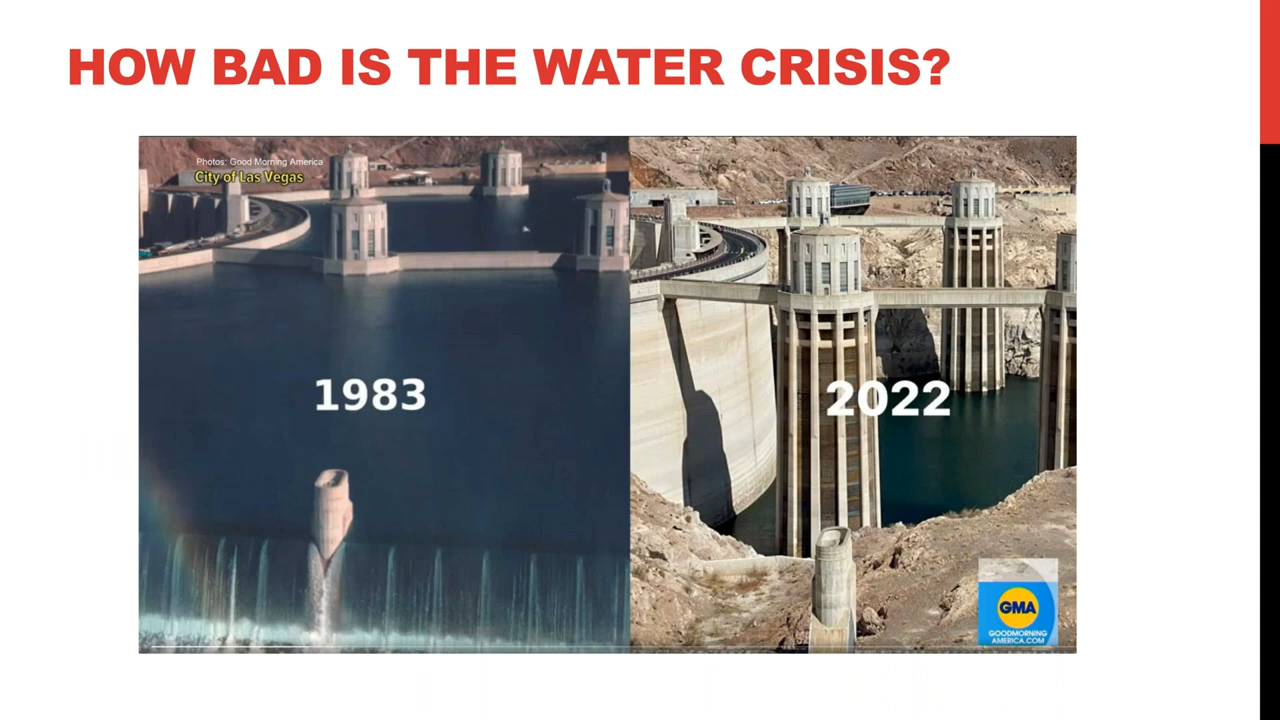 HOW BAD IS THE WATER CRISIS?
Photos: Good Morning America
City of Las Vegas
1983
2022
GMA
GOODMORNING
AMERICA.COM